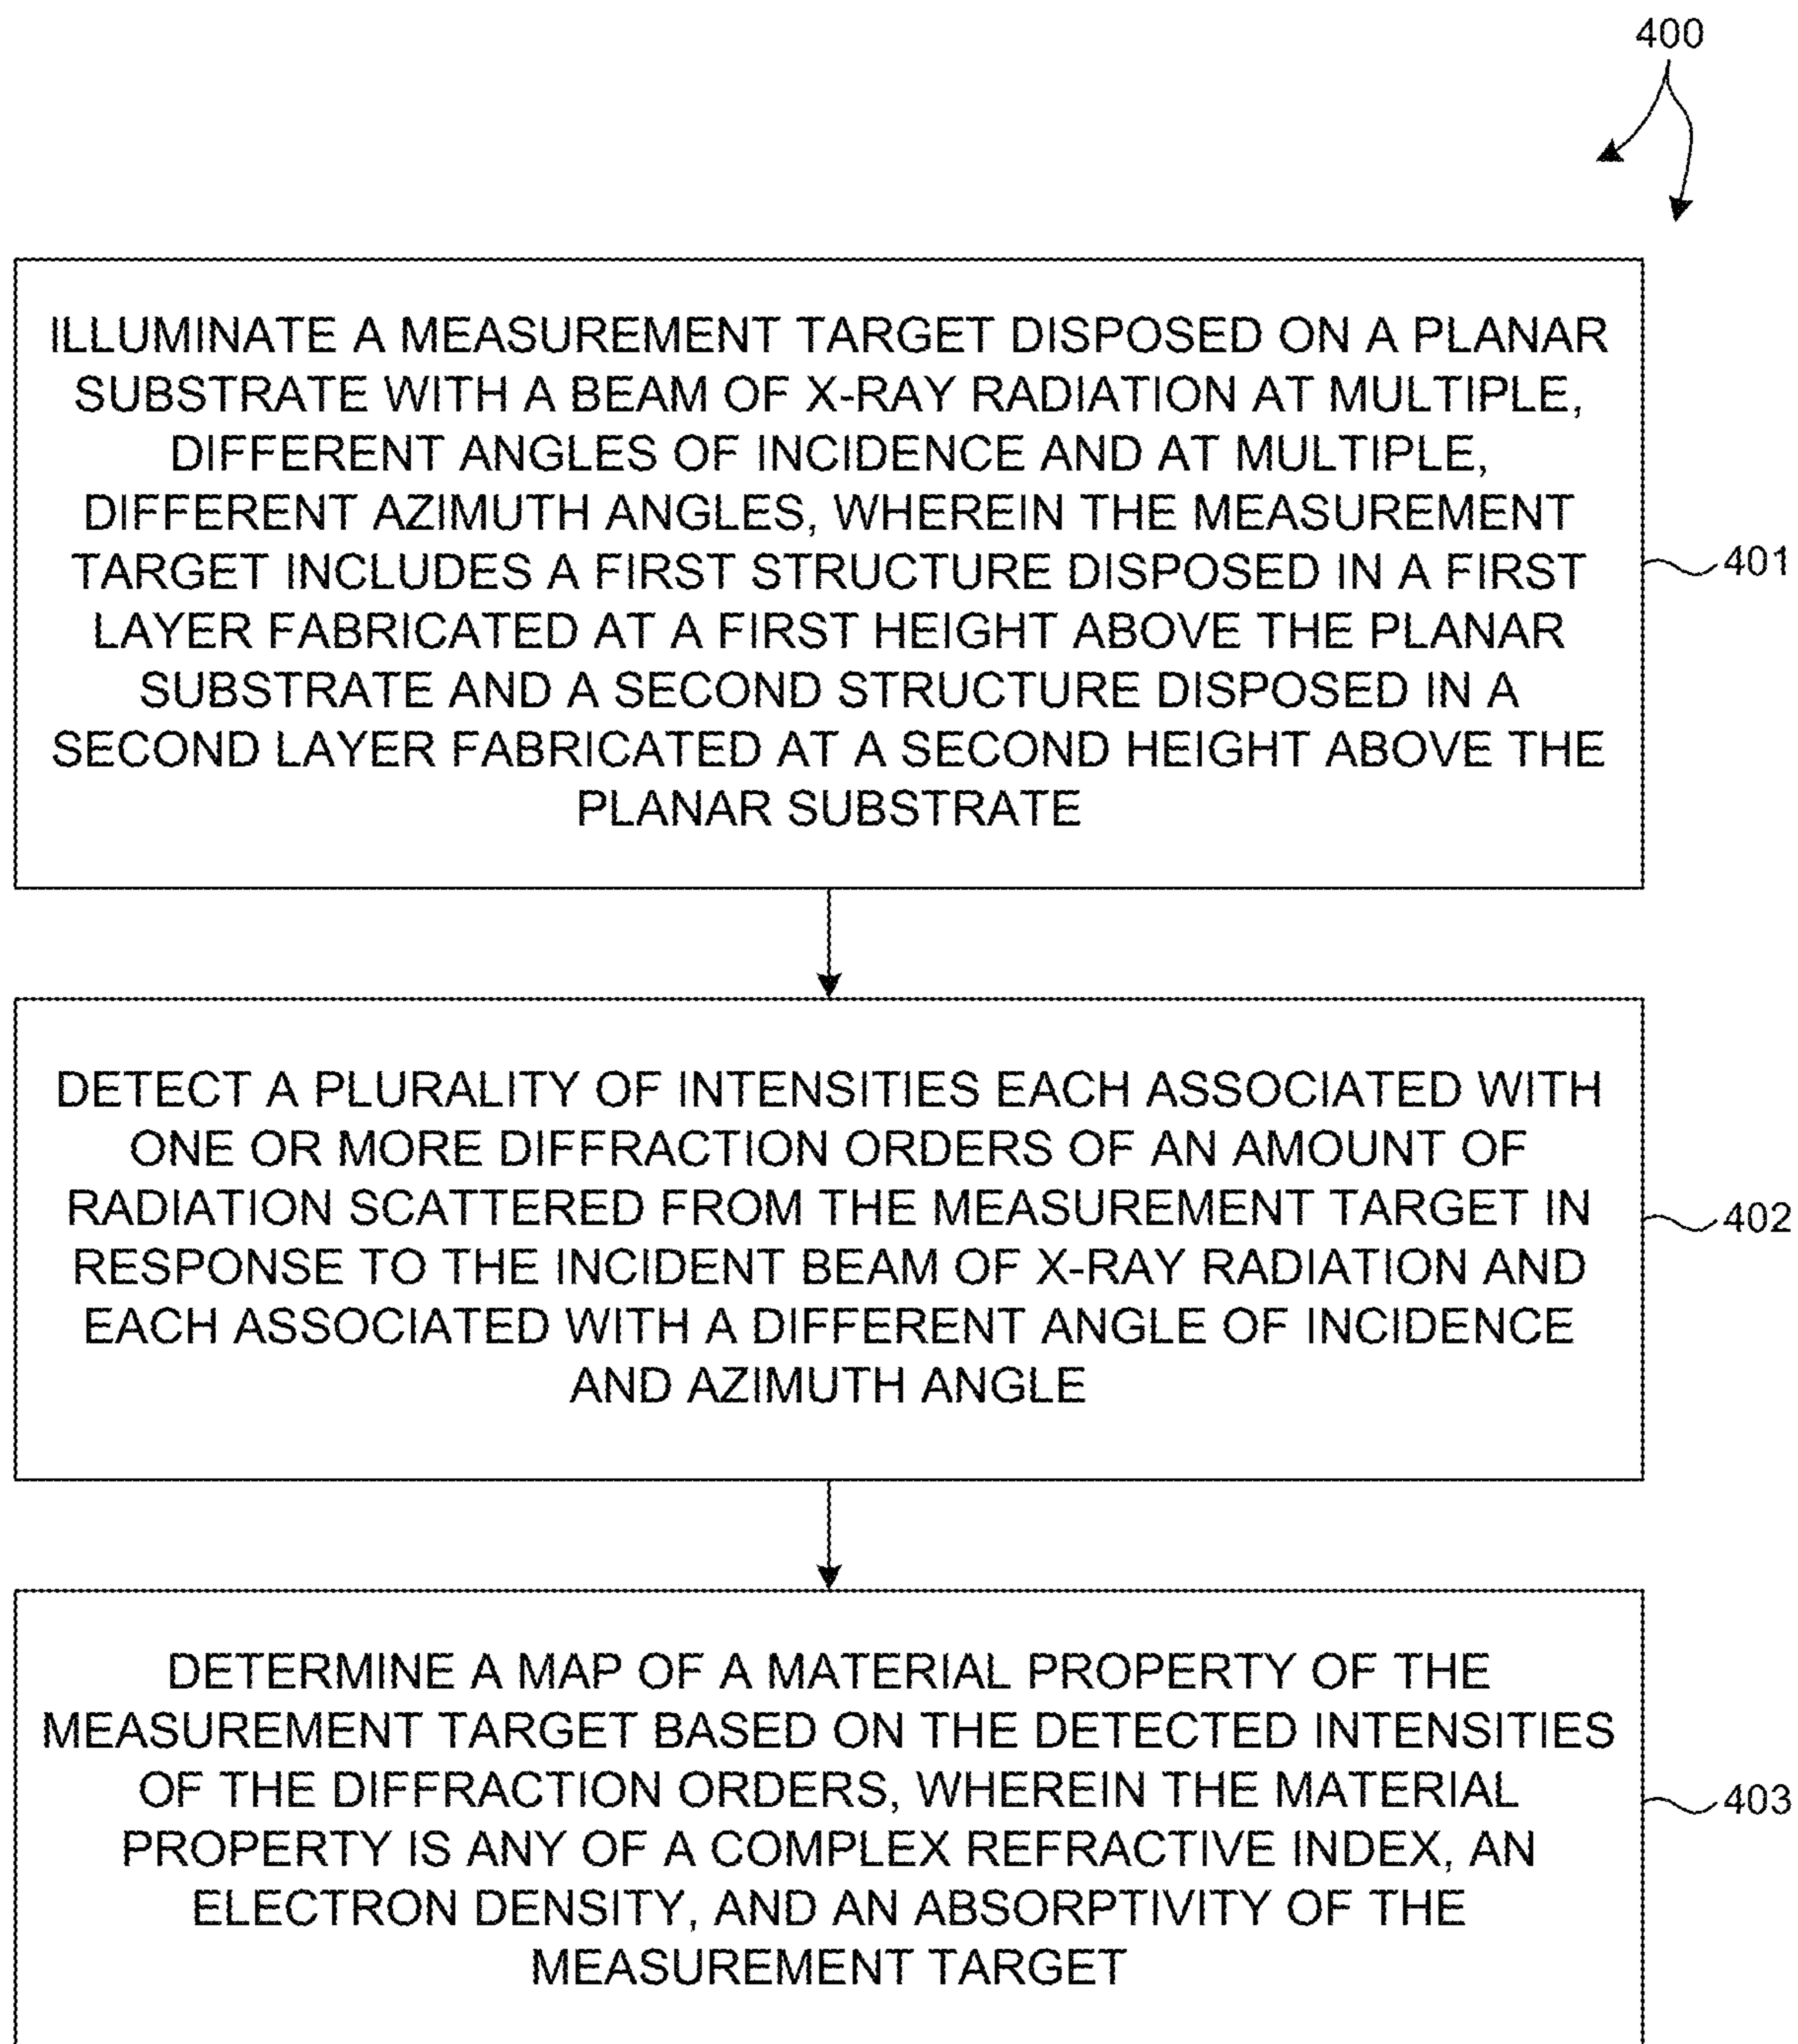 400
ILLUMINATE A MEASUREMENT TARGET DISPOSED ON A PLANAR
SUBSTRATE WITH A BEAM OF X-RAY RADIATION AT MULTIPLE,
DIFFERENT ANGLES OF INCIDENCE AND AT MULTIPLE,
DIFFERENT AZIMUTH ANGLES, WHEREIN THE MEASUREMENT
TARGET INCLUDES A FIRST STRUCTURE DISPOSED IN A FIRST
LAYER FABRICATED AT A FIRST HEIGHT ABOVE THE PLANAR
SUBSTRATE AND A SECOND STRUCTURE DISPOSED IN A
SECOND LAYER FABRICATED AT A SECOND HEIGHT ABOVE THE
PLANAR SUBSTRATE
401
DETECT A PLURALITY OF INTENSITIES EACH ASSOCIATED WITH
ONE OR MORE DIFFRACTION ORDERS OF AN AMOUNT OF
RADIATION SCATTERED FROM THE MEASUREMENT TARGET IN
RESPONSE TO THE INCIDENT BEAM OF X-RAY RADIATION AND
EACH ASSOCIATED WITH A DIFFERENT ANGLE OF INCIDENCE
AND AZIMUTH ANGLE
402
DETERMINE A MAP OF A MATERIAL PROPERTY OF THE
MEASUREMENT TARGET BASED ON THE DETECTED INTENSITIES
OF THE DIFFRACTION ORDERS, WHEREIN THE MATERIAL
PROPERTY IS ANY OF A COMPLEX REFRACTIVE INDEX, AN
ELECTRON DENSITY, AND AN ABSORPTIVITY OF THE
MEASUREMENT TARGET
403